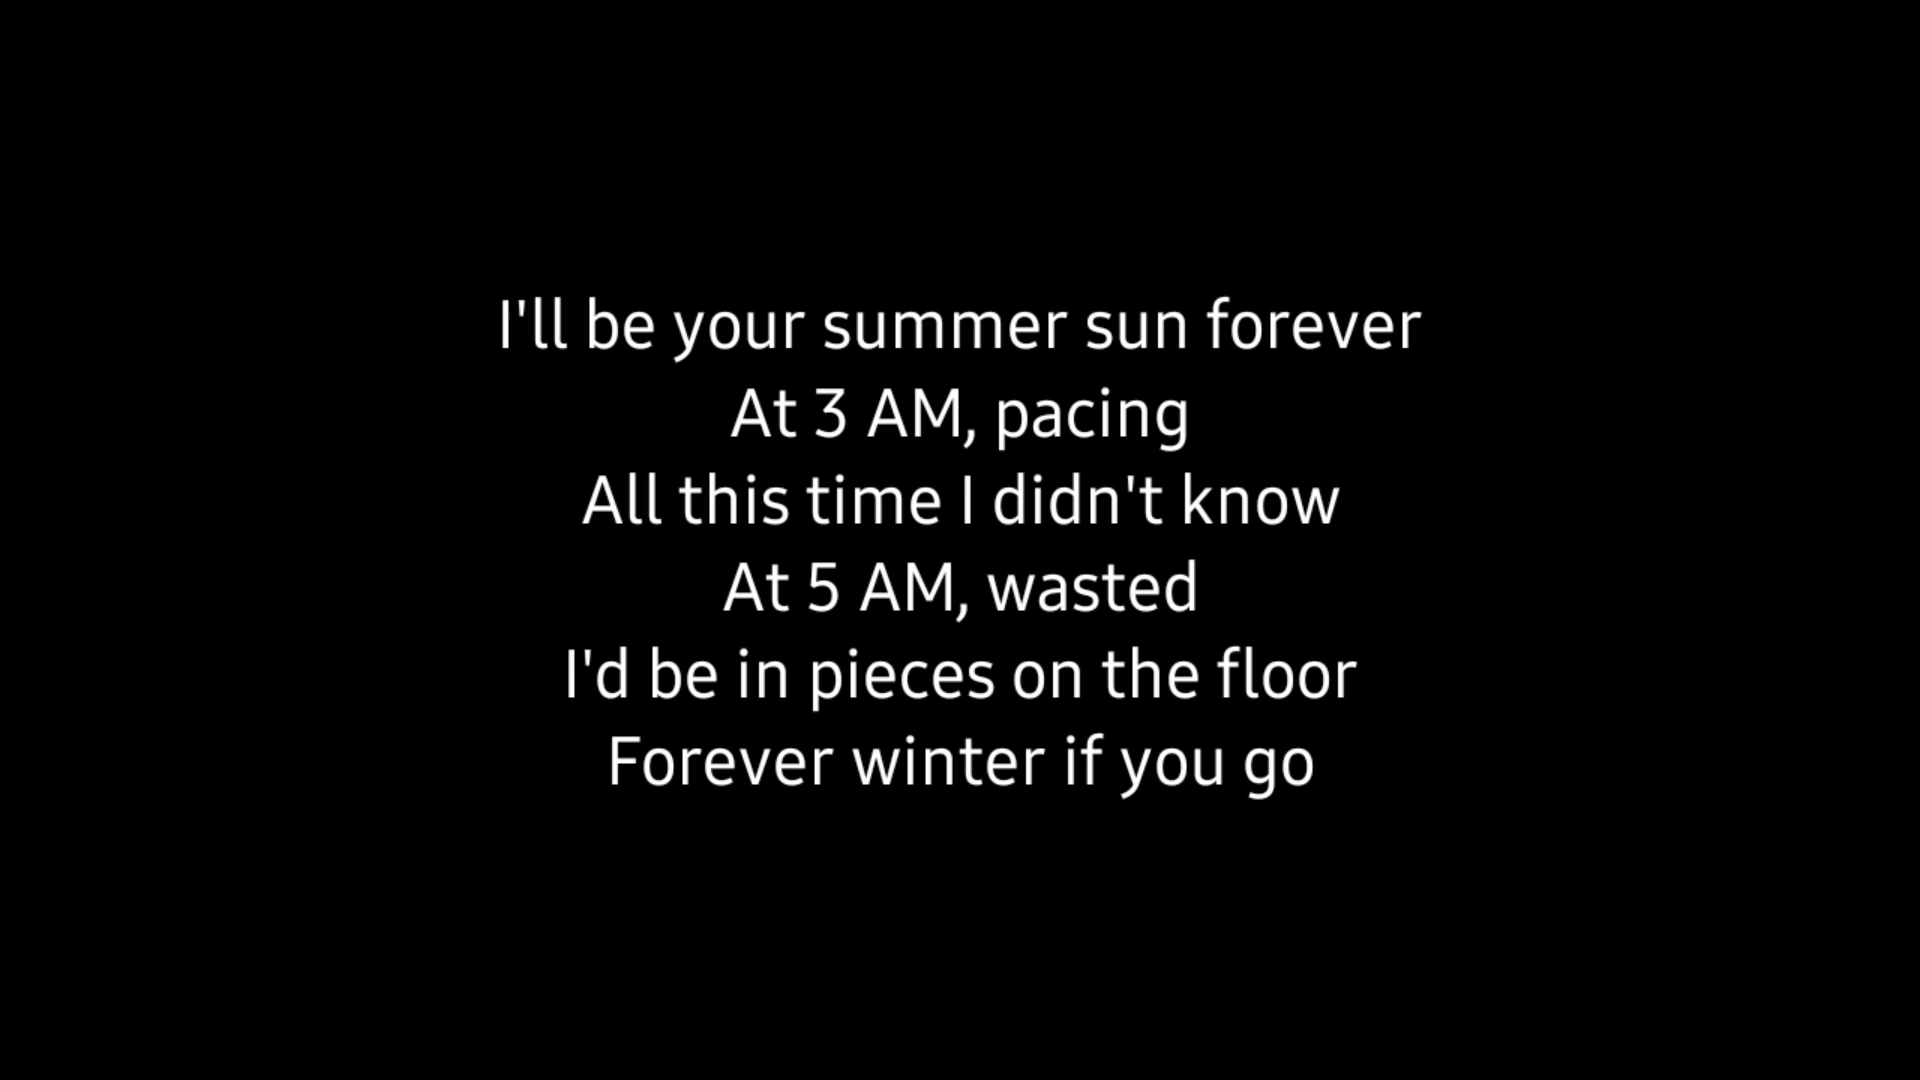 I'll be your summer sun forever
At 3 AM, pacing
All this time I didn't know
At 5 AM, wasted
I'd be in pieces on the floor
Forever winter if you go